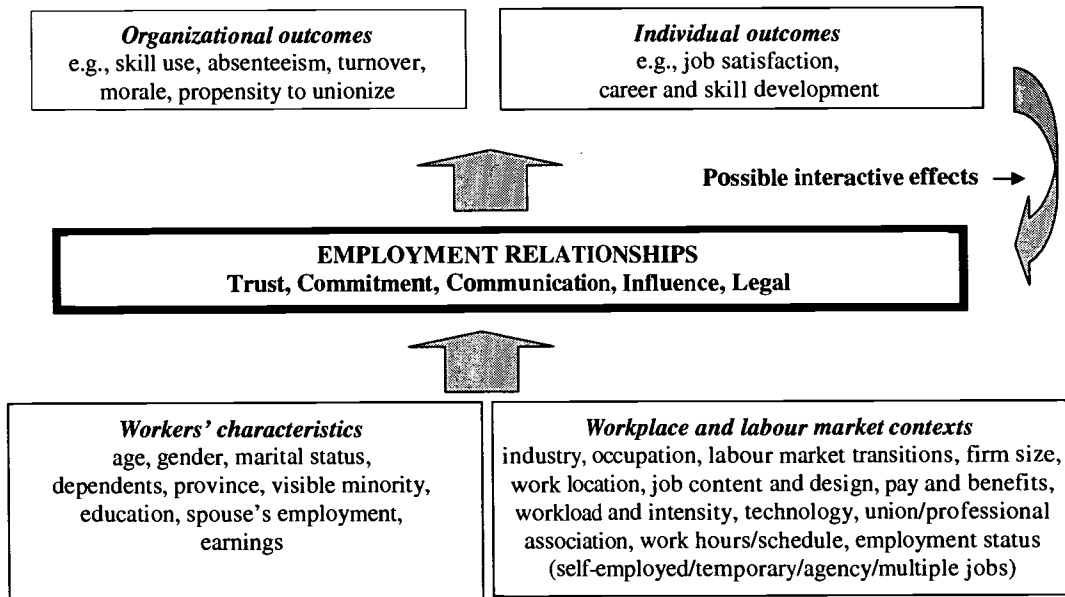 Organizational outcomes
e.g., skill use, absenteeism, turnover,
morale, propensity to unionize
Individual outcomes
e.g., job satisfaction,
career and skill development
Possible interactive effects →
EMPLOYMENT RELATIONSHIPS
Trust, Commitment, Communication, Influence, Legal
Workers' characteristics
age, gender, marital status,
dependents, province, visible minority,
education, spouse's employment,
earnings
Workplace and labour market contexts
industry, occupation, labour market transitions, firm size,
work location, job content and design, pay and benefits,
workload and intensity, technology, union/professional
association, work hours/schedule, employment status
(self-employed/temporary/agency/multiple jobs)